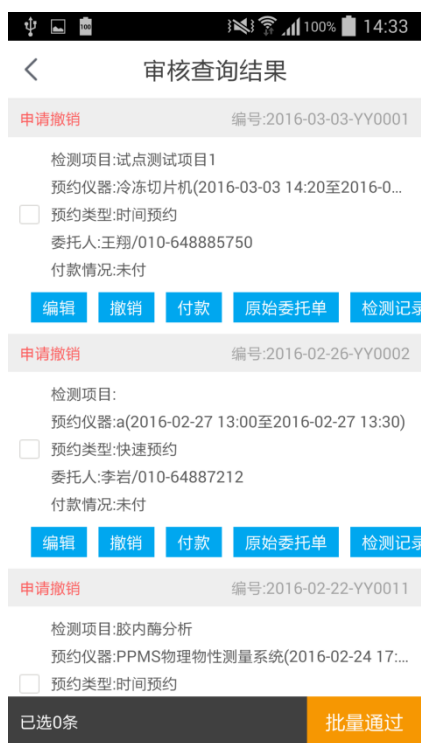 100 100% 14:33
审核查询结果
申请撤销 编号:2016-03-03-YY0001
检测项目:试点测试项目1
预约仪器:冷冻切片机(2016-03-03 14:20至2016-0...
预约类型:时间预约
委托人:王翔/010-648885750
付款情况:未付
编辑 撤销 付款 原始委托单 检测记录
申请撤销 编号:2016-02-26-YY0002
检测项目:
预约仪器:a(2016-02-27 13:00至2016-02-27 13:30)
预约类型:快速预约
委托人:李岩/010-64887212
付款情况:未付
编辑 撤销 付款 原始委托单 检测记录
申请撤销 编号:2016-02-22-YY0011
检测项目:胶内酶分析
预约仪器:PPMS物理物性测量系统(2016-02-24 17:...
预约类型:时间预约
已选0条 批量通过